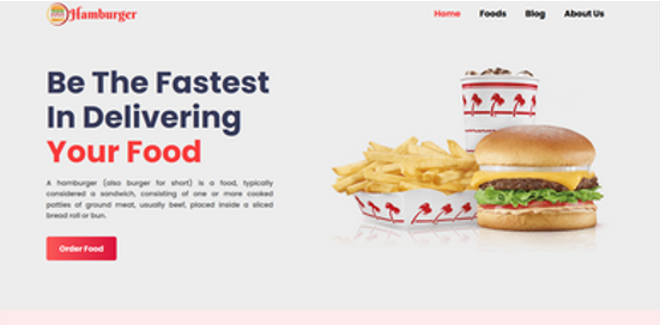 Hamburger
Home Foods Blog About Us
Be The Fastest
In Delivering
Your Food
A hamburger (also burger for short) is a food, typically
considered a sandwich, consisting of one or more cooked
patties of ground meat, usually beef, placed inside a sliced
bread roll or bun.
Order Food